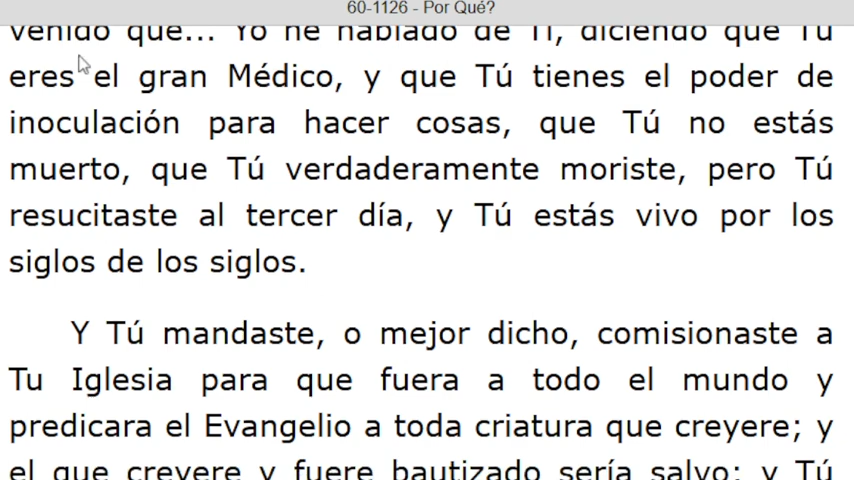 60-1126 - Por Qué?
venido que... Yo he hablado de Ti, diciendo que Tú
eres el gran Médico, y que Tú tienes el poder de
inoculación para hacer cosas, que Tú no estás
muerto, que Tú verdaderamente moriste, pero Tú
resucitaste al tercer día, y Tú estás vivo por los
siglos de los siglos.
Y Tú mandaste, o mejor dicho, comisionaste a
Tu Iglesia para que fuera a todo el mundo y
predicara el Evangelio a toda criatura que creyere; y
el que creyere y fuere bautizado sería salvo; y Tú